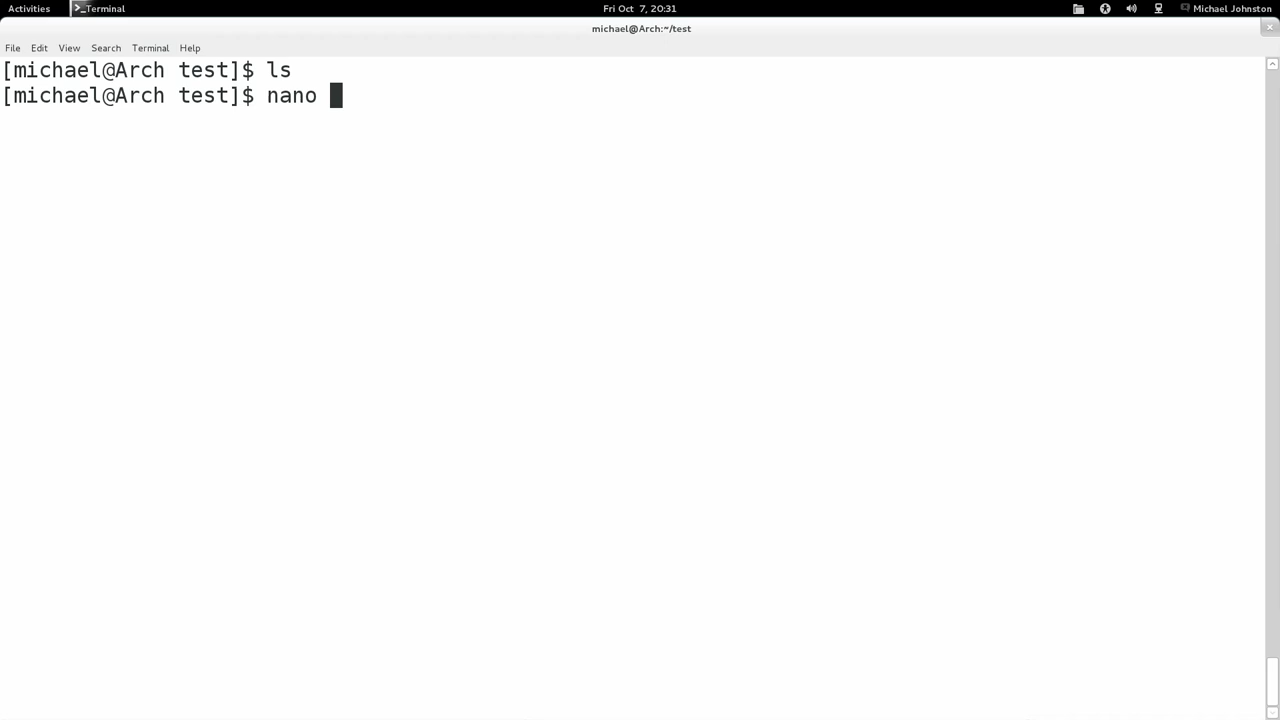 Activities >_Terminal Fri Oct 7, 20:31 Michael Johnston
michael@Arch:~/test
File Edit View Search Terminal Help
[michael@Arch test]$ ls
[michael@Arch test]$ nano